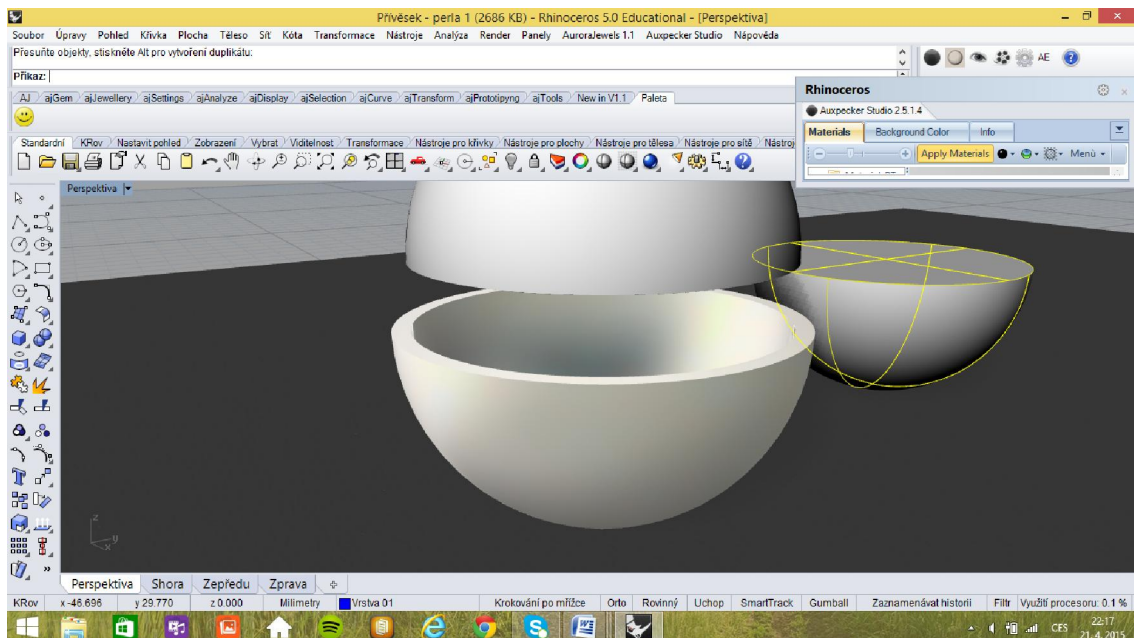 Přívěsek - perla 1 (2686 KB) - Rhinoceros 5.0 Educational - [Perspektiva]
Soubor Úpravy Pohled Křivka Plocha Těleso Síť Kóta Transformace Nástroje Analýza Render Panely AuroraJewels 1.1 Auxpecker Studio Nápověda
Přesuňte objekty, stiskněte Alt pro vytvoření duplikátu:
Příkaz:
AE
Rhinoceros
AJ ajGem ajJewellery ajSettings ajAnalyze ajDisplay ajSelection ajCurve ajTransform ajPrototipyng ajTools New in V1.1 Paleta
Auxpecker Studio 2.5.1.4
Materials Background Color Info
Standardní KRov Nastavit pohled Zobrazení Vybrat Viditelnost Transformace Nástroje pro křivky Nástroje pro plochy Nástroje pro tělesa Nástroje pro sítě Nástroj
Apply Materials Menü
Perspektiva
z
y
x
Perspektiva Shora Zepředu Zprava
KRov x -46.696 y 29.770 z 0.000 Milimetry Vrstva 01 Krokování po mřížce Orto Rovinný Uchop SmartTrack Gumball Zaznamenávat historii Filtr Využití procesoru: 0.1 %
CES 22:17
21. 4. 2015